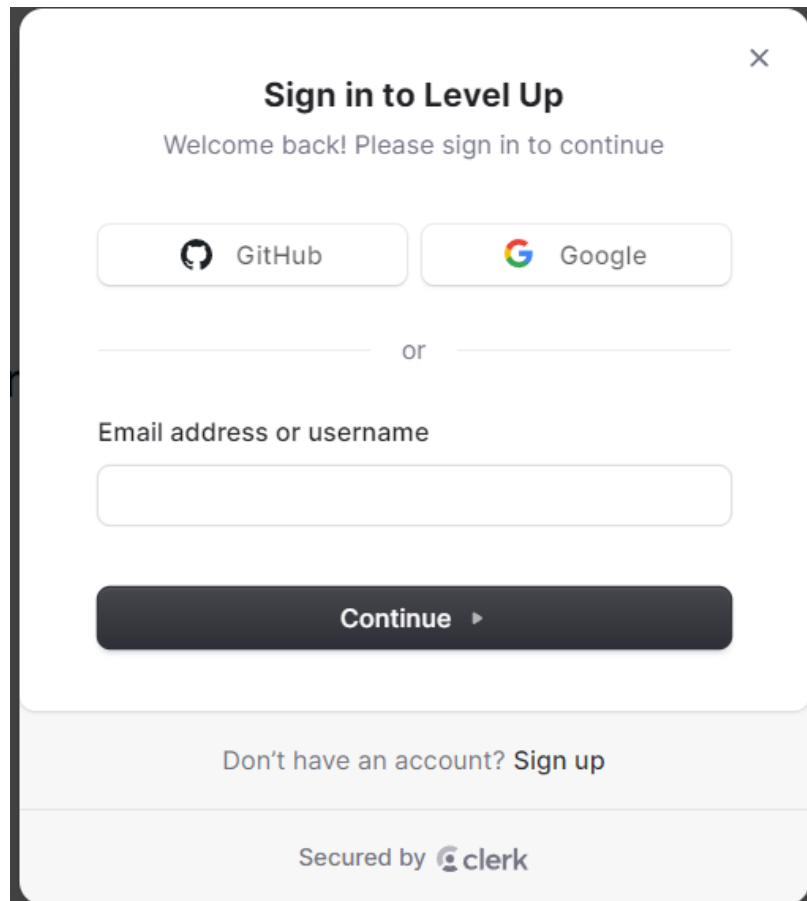 Sign in to Level Up
Welcome back! Please sign in to continue
GitHub Google
or
Email address or username
Continue
Don’t have an account? Sign up
Secured by clerk